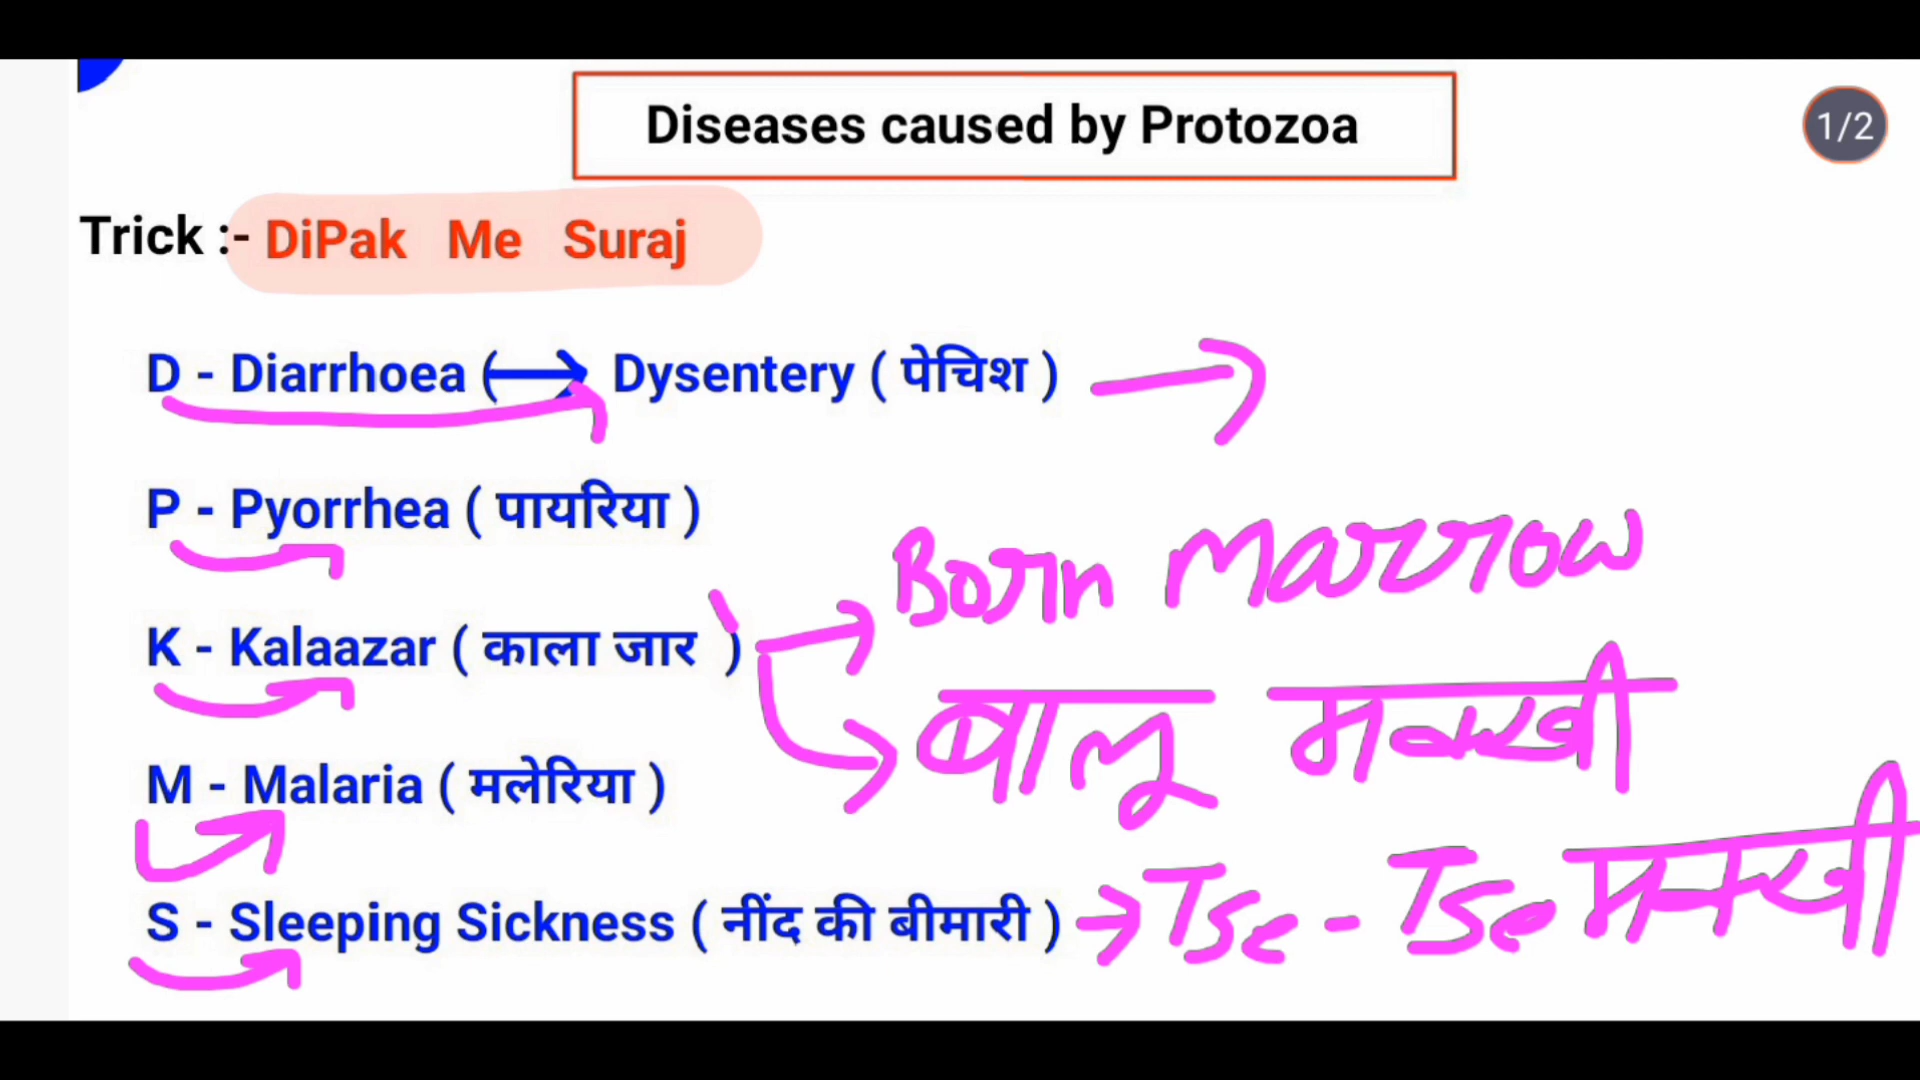 Diseases caused by Protozoa
1/2
Trick :- DiPak Me Suraj
D - Diarrhoea (→ Dysentery ( पेचिश ) →
P - Pyorrhea ( पायरिया )
Born Marrow
K - Kalaazar ( काला जार )
बालू मक्खी
M - Malaria ( मलेरिया )
S - Sleeping Sickness ( नींद की बीमारी ) → Tse - Tse मक्खी